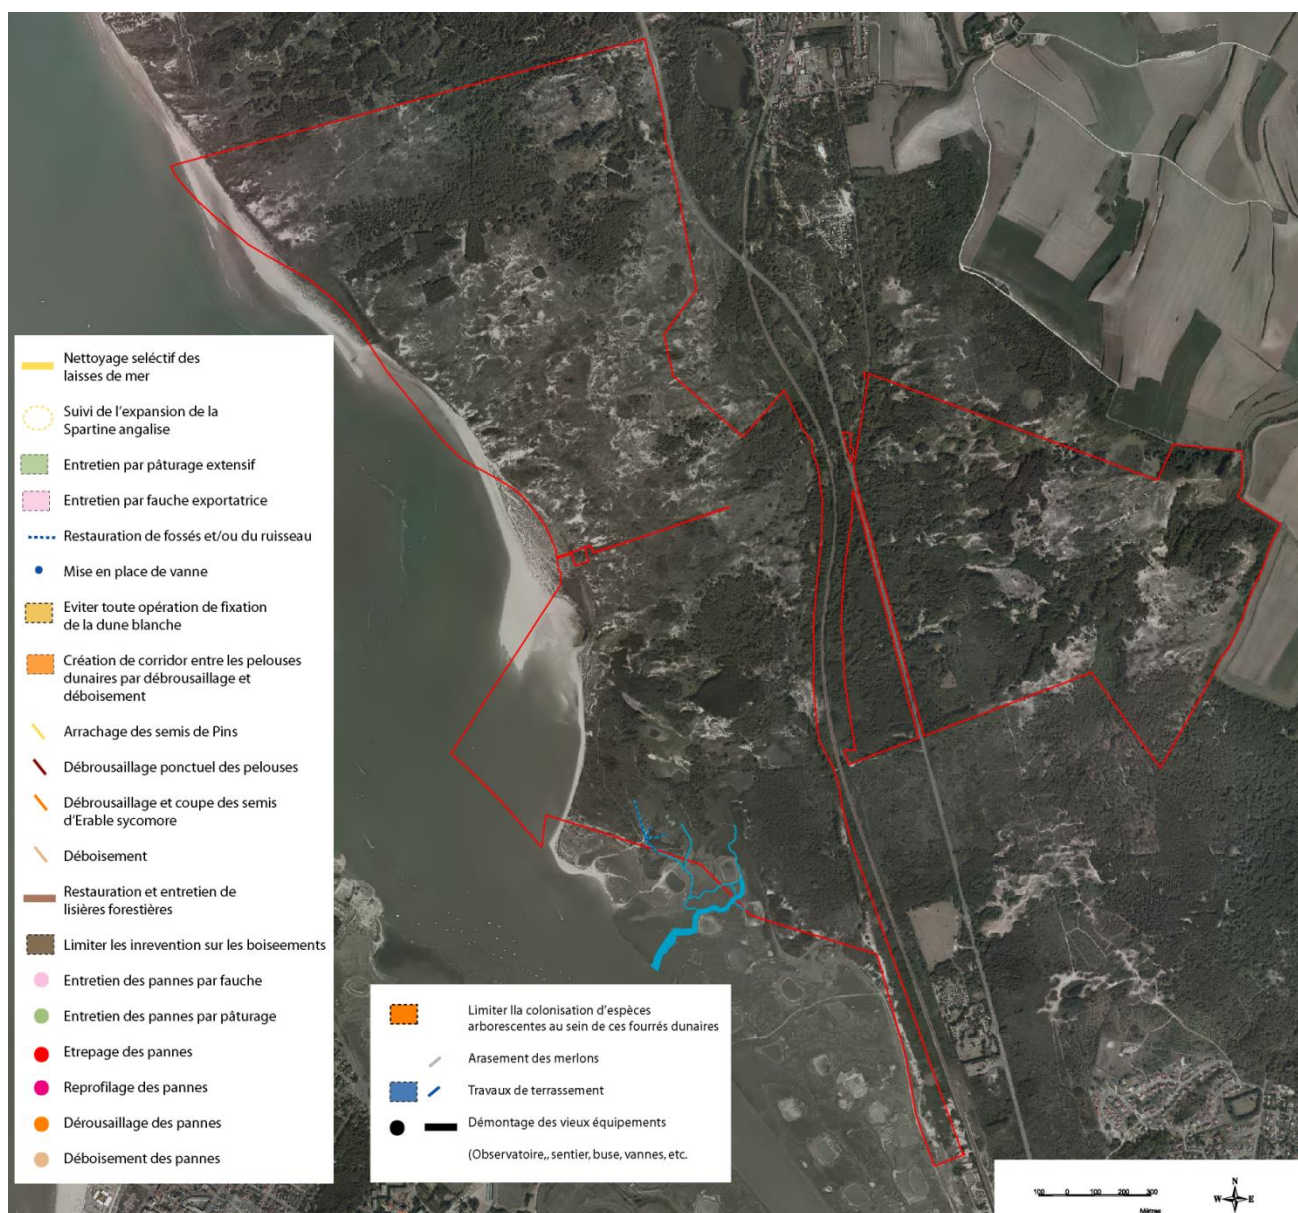 Nettoyage seléctif des
laisses de mer
Suivi de l'expansion de la
Spartine angalise
Entretien par pâturage extensif
Entretien par fauche exportatrice
Restauration de fossés et/ou du ruisseau
Mise en place de vanne
Eviter toute opération de fixation
de la dune blanche
Création de corridor entre les pelouses
dunaires par débrousaillage et
déboisement
Arrachage des semis de Pins
Débrousaillage ponctuel des pelouses
Débrousaillage et coupe des semis
d'Erable sycomore
Déboisement
Restauration et entretien de
lisières forestières
Limiter les inrevention sur les boiseements
Entretien des pannes par fauche
Entretien des pannes par pâturage
Etrepage des pannes
Reprofilage des pannes
Dérousaillage des pannes
Déboisement des pannes
Limiter lla colonisation d'espèces
arborescentes au sein de ces fourrés dunaires
Arasement des merlons
Travaux de terrassement
Démontage des vieux équipements
(Observatoire,, sentier, buse, vannes, etc.
100 0 100 200 300
Mètres
N
W E
S